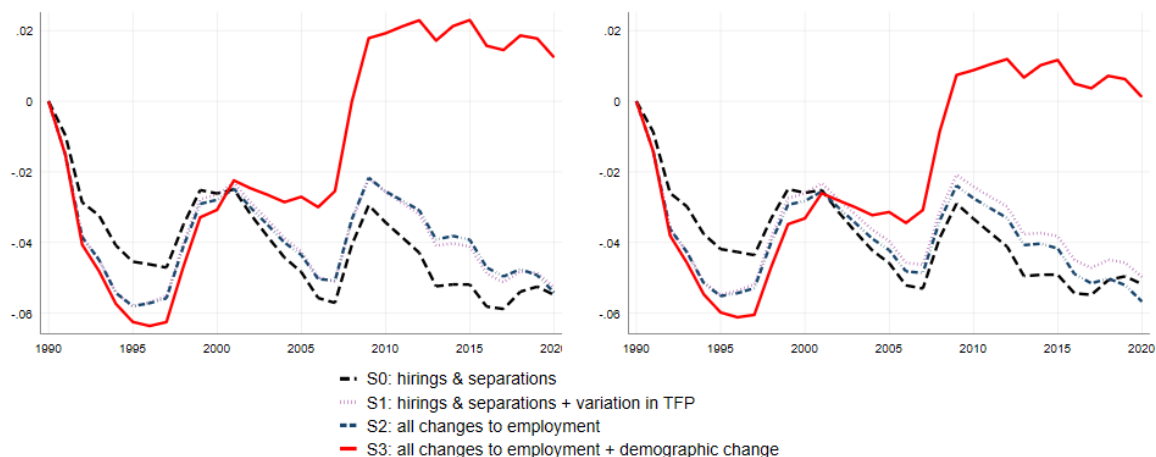 .02
0
-.02
-.04
-.06
1990 1995 2000 2005 2010 2015 2020
.02
0
-.02
-.04
-.06
1990 1995 2000 2005 2010 2015 2020
S0: hirings & separations
S1: hirings & separations + variation in TFP
S2: all changes to employment
S3: all changes to employment + demographic change